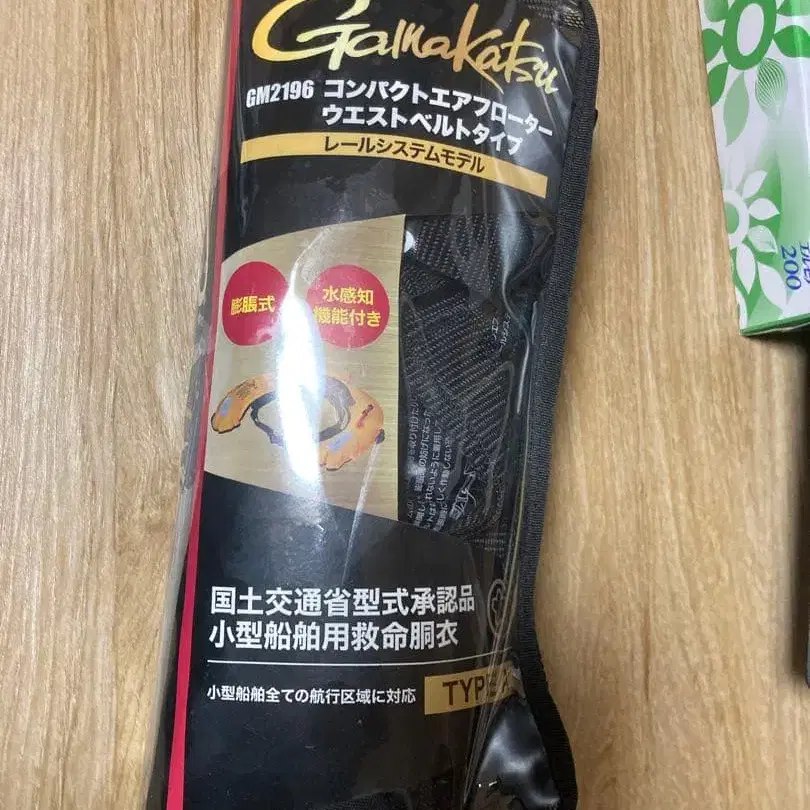 Gamakatsu
GM2196 コンパクトエアフローター
ウエストベルトタイプ
レールシステムモデル
膨脹式
水感知
機能付き
国土交通省型式承認品
小型船舶用救命胴衣
小型船舶全ての航行区域に対応
TYPE
200